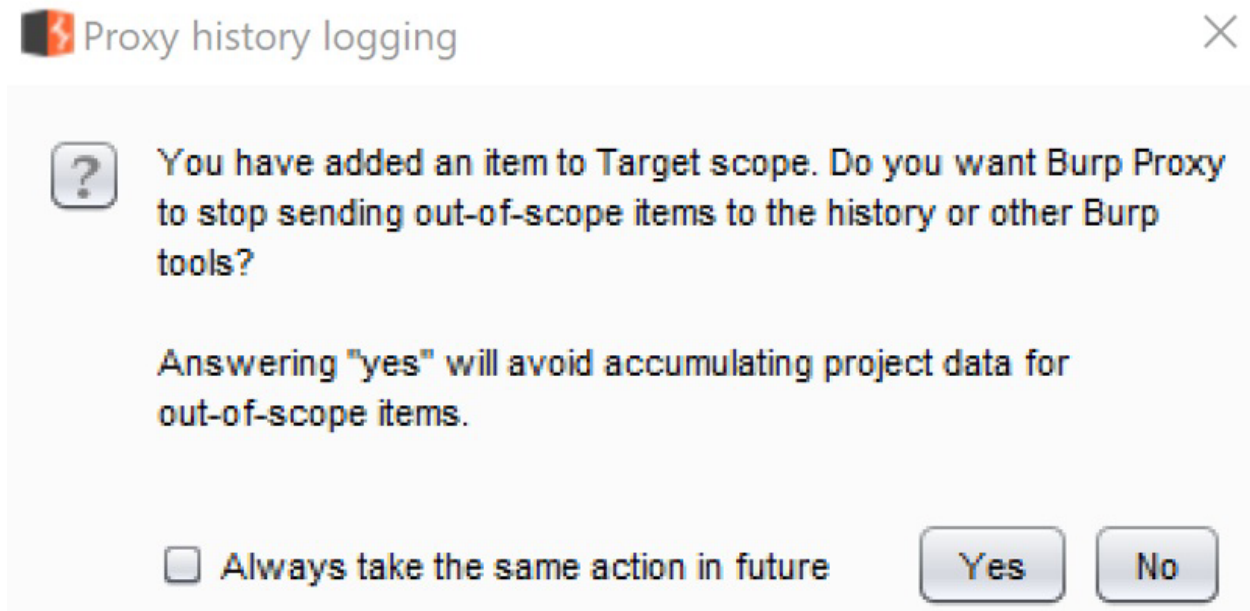 Proxy history logging
You have added an item to Target scope. Do you want Burp Proxy
to stop sending out-of-scope items to the history or other Burp
tools?
Answering "yes" will avoid accumulating project data for
out-of-scope items.
Always take the same action in future
Yes
No